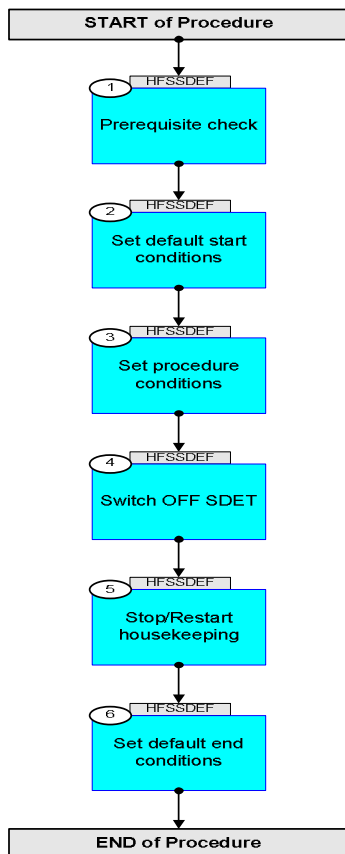 START of Procedure
HFSSDEF
1
Prerequisite check
HFSSDEF
2
Set default start
conditions
HFSSDEF
3
Set procedure
conditions
HFSSDEF
4
Switch OFF SDET
HFSSDEF
5
Stop/Restart
housekeeping
HFSSDEF
6
Set default end
conditions
END of Procedure